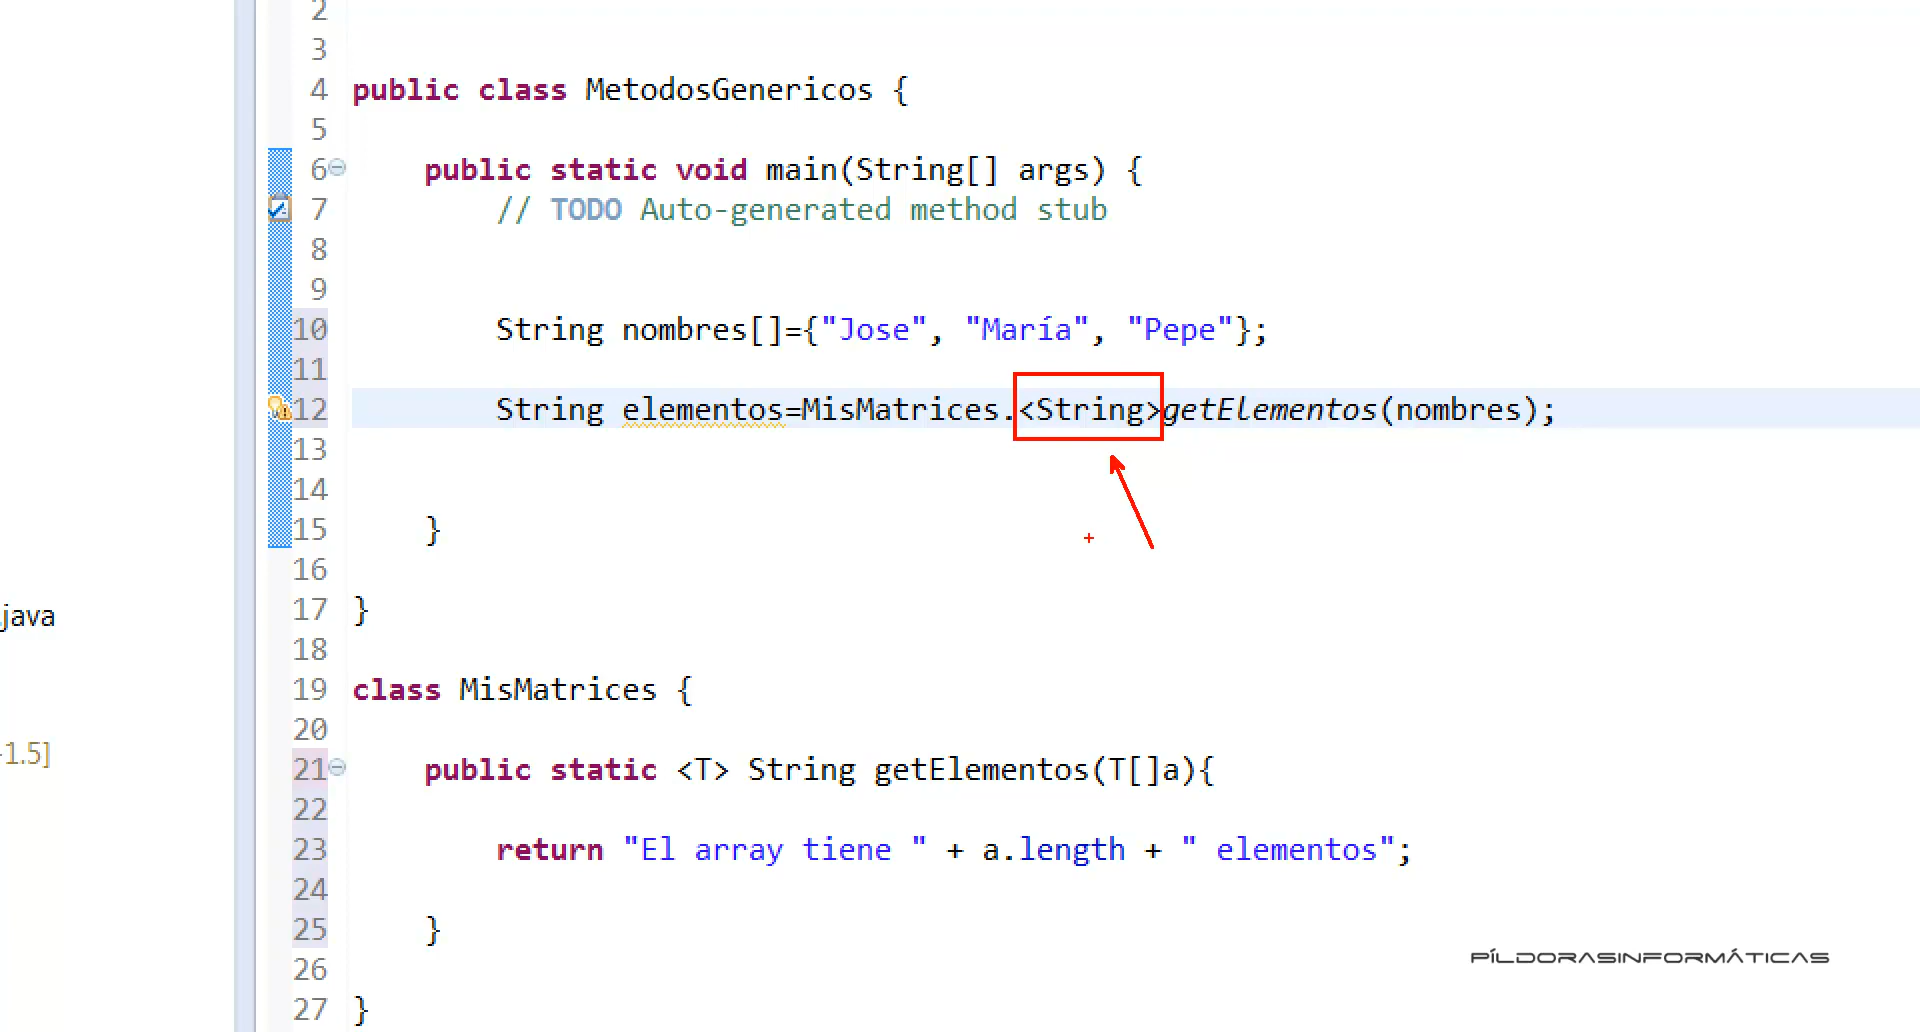 2
3
4 public class MetodosGenericos {
5
6 public static void main(String[] args) {
7 // TODO Auto-generated method stub
8
9
10 String nombres[]={"Jose", "María", "Pepe"};
11
12 String elementos=MisMatrices.<String>getElementos(nombres);
13
14
15 }
16
17 }
18
19 class MisMatrices {
20
21 public static <T> String getElementos(T[]a){
22
23 return "El array tiene " + a.length + " elementos";
24
25 }
26
27 }
java
-1.5]
PÍLDORASINFORMÁTICAS